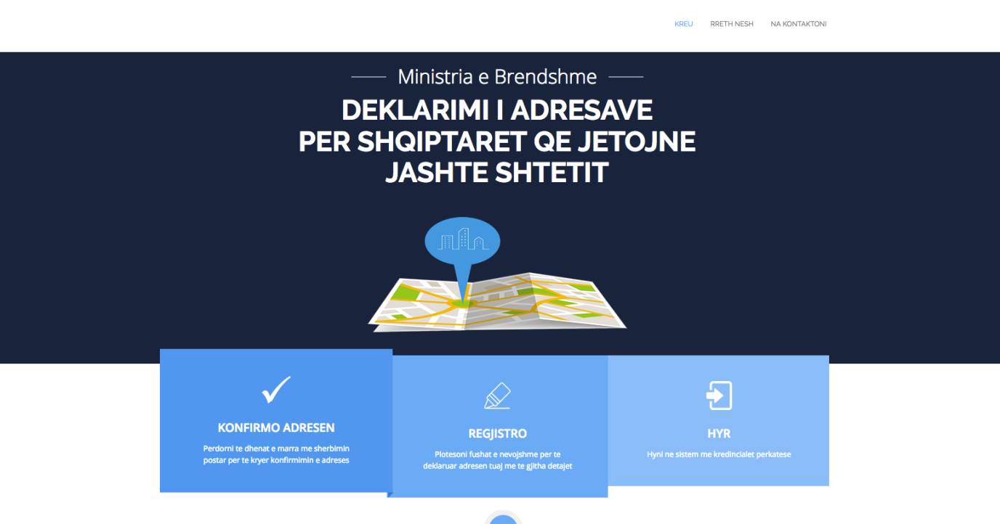 KREU RRETH NESH NA KONTAKTONI
Ministria e Brendshme
DEKLARIMI I ADRESAVE
PER SHQIPTARET QE JETOJNE
JASHTE SHTETIT
KONFIRMO ADRESEN
Perdorni te dhenat e marra me sherbimin
postar per te kryer konfirmimin e adreses
REGJISTRO
Plotesoni fushat e nevojshme per te
deklaruar adresen tuaj me te gjitha detajet
HYR
Hyni ne sistem me kredincialet perkatese